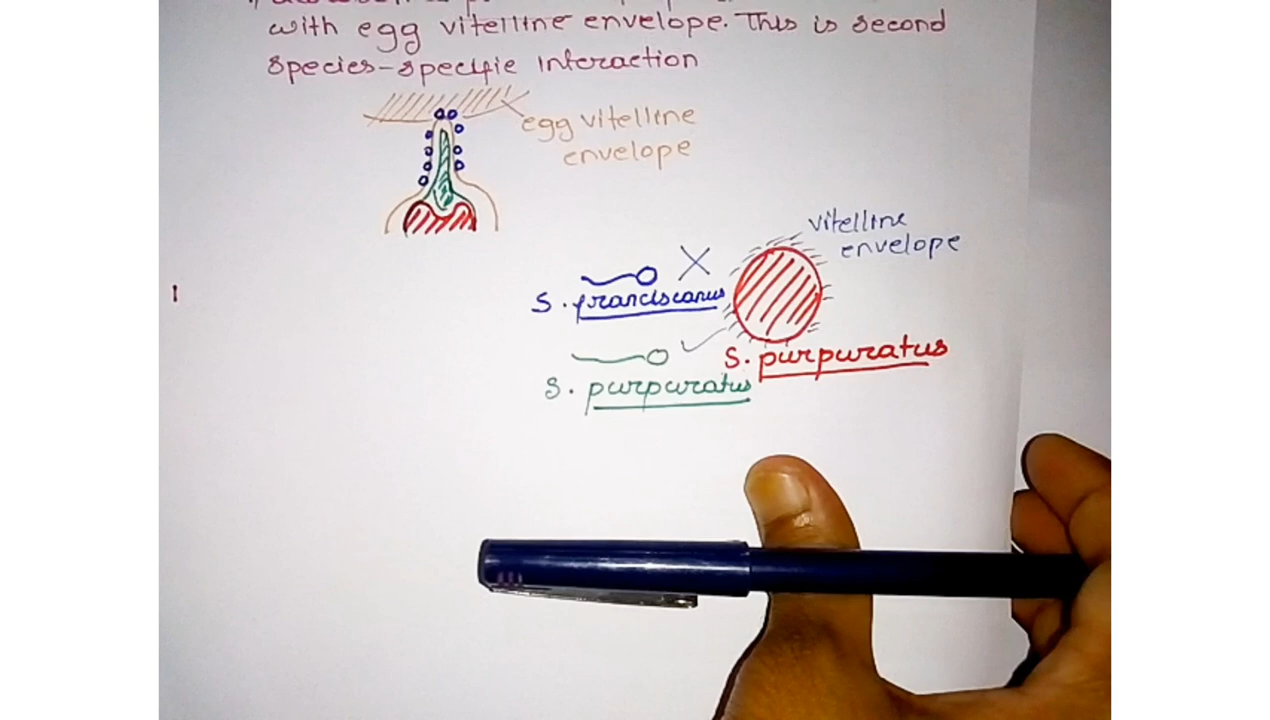 with egg vitelline envelope. This is second
species-specific interaction
egg vitelline
envelope
vitelline
envelope
S. franciscanus
S. purpuratus
S. purpuratus